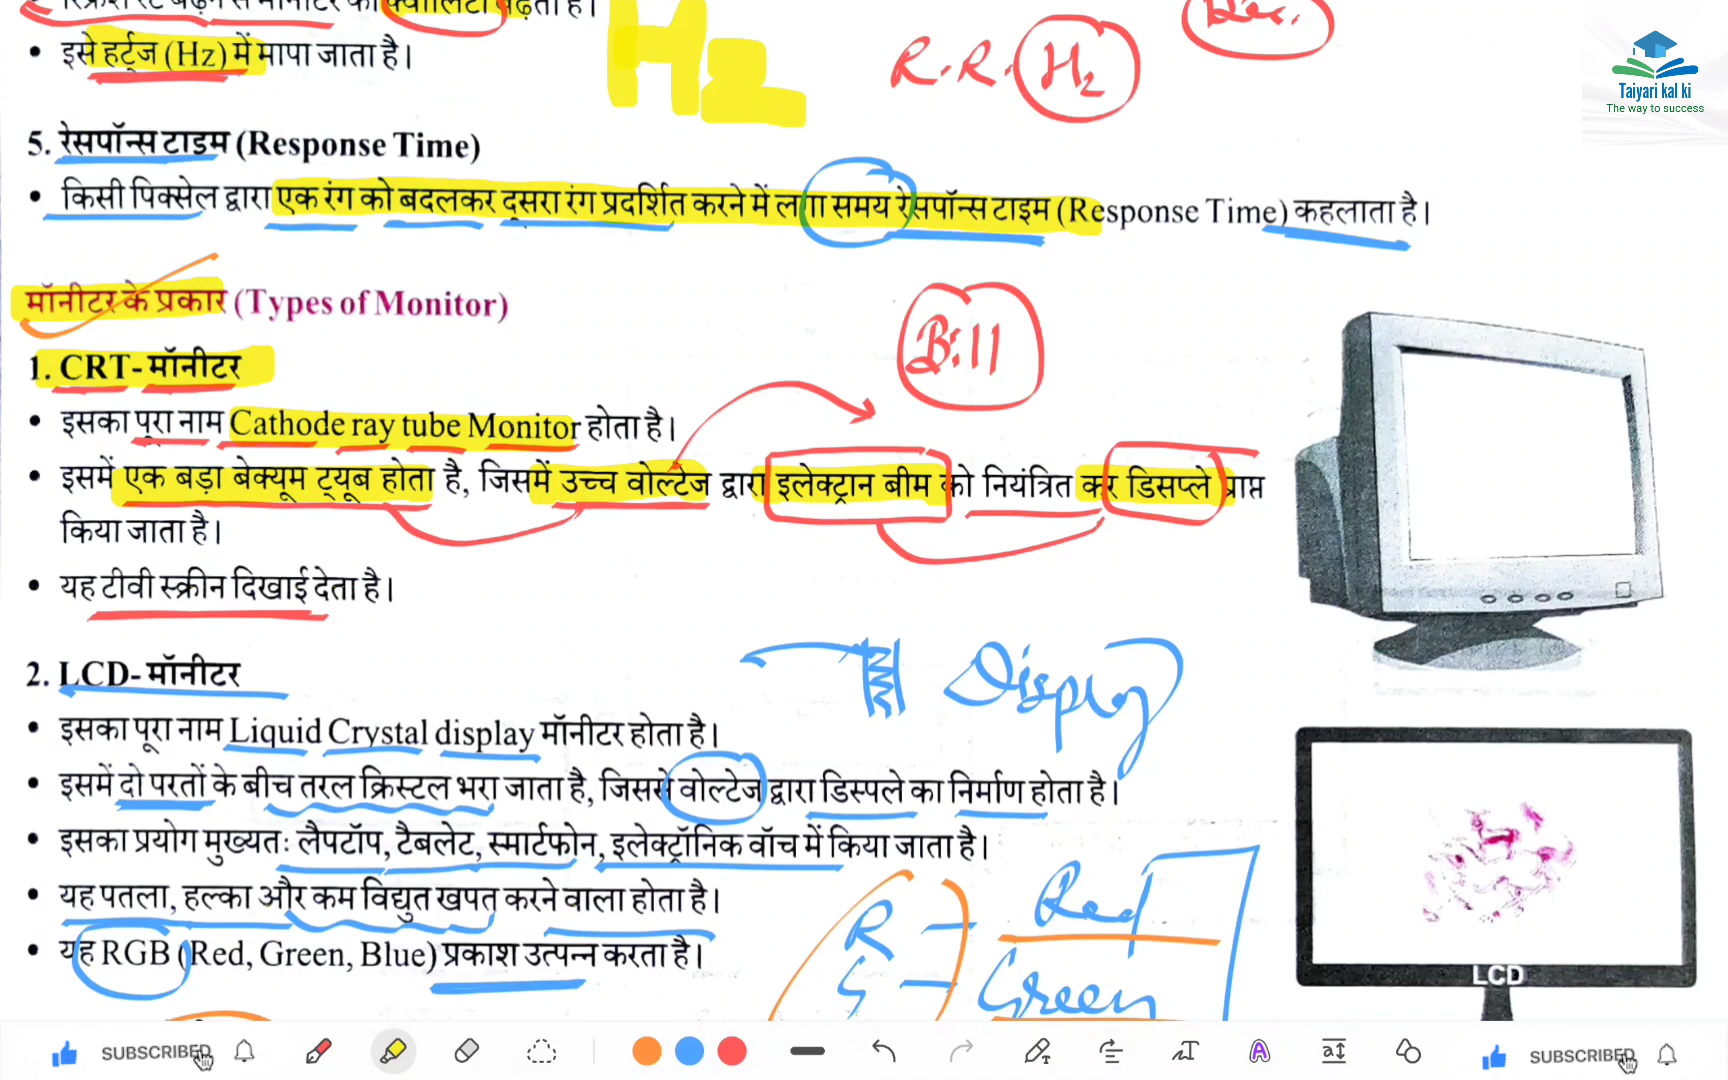 • इसे हर्ट्ज (Hz) में मापा जाता है।
Hz
R.R. Hz
Taiyari kal ki
The way to success
5. रेसपॉन्स टाइम (Response Time)
• किसी पिक्सेल द्वारा एक रंग को बदलकर दूसरा रंग प्रदर्शित करने में लगा समय रेसपॉन्स टाइम (Response Time) कहलाता है।
मॉनीटर के प्रकार (Types of Monitor)
1. CRT- मॉनीटर
• इसका पूरा नाम Cathode ray tube Monitor होता है।
• इसमें एक बड़ा बेक्यूम ट्यूब होता है, जिसमें उच्च वोल्टेज द्वारा इलेक्ट्रान बीम को नियंत्रित कर डिसप्ले प्राप्त
किया जाता है।
• यह टीवी स्क्रीन दिखाई देता है।
2. LCD- मॉनीटर
Display
• इसका पूरा नाम Liquid Crystal display मॉनीटर होता है।
• इसमें दो परतों के बीच तरल क्रिस्टल भरा जाता है, जिससे वोल्टेज द्वारा डिस्पले का निर्माण होता है।
• इसका प्रयोग मुख्यतः लैपटॉप, टैबलेट, स्मार्टफोन, इलेक्ट्रॉनिक वॉच में किया जाता है।
• यह पतला, हल्का और कम विद्युत खपत करने वाला होता है।
• यह RGB (Red, Green, Blue) प्रकाश उत्पन्न करता है।
R - Red
G - Green
LCD
SUBSCRIBED
SUBSCRIBED